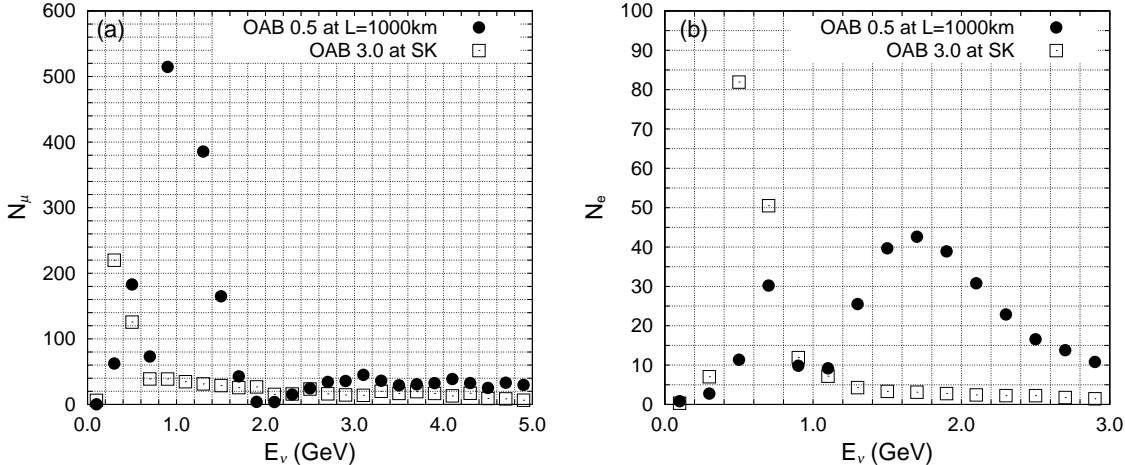 (a)
OAB 0.5 at L=1000km
OAB 3.0 at SK
600
500
400
300
200
100
0
0.0 1.0 2.0 3.0 4.0 5.0
Nμ
Eν (GeV)
(b)
OAB 0.5 at L=1000km
OAB 3.0 at SK
100
90
80
70
60
50
40
30
20
10
0
0.0 1.0 2.0 3.0
Ne
Eν (GeV)